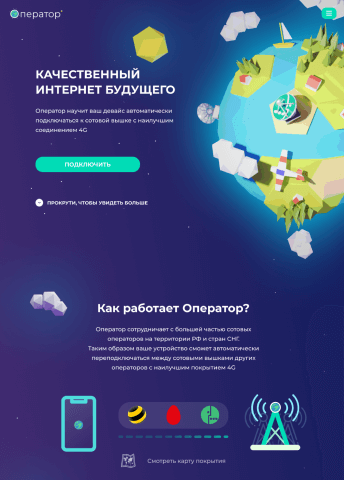 Оператор
КАЧЕСТВЕННЫЙ
ИНТЕРНЕТ БУДУЩЕГО
Оператор научит ваш девайс автоматически
подключаться к сотовой вышке с наилучшим
соединением 4G
ПОДКЛЮЧИТЬ
ПРОКРУТИ, ЧТОБЫ УВИДЕТЬ БОЛЬШЕ
Как работает Оператор?
Оператор сотрудничает с большей частью сотовых
операторов на территории РФ и стран СНГ.
Таким образом ваше устройство сможет автоматически
переподключаться между сотовыми вышками других
операторов с наилучшим покрытием 4G
Смотреть карту покрытия